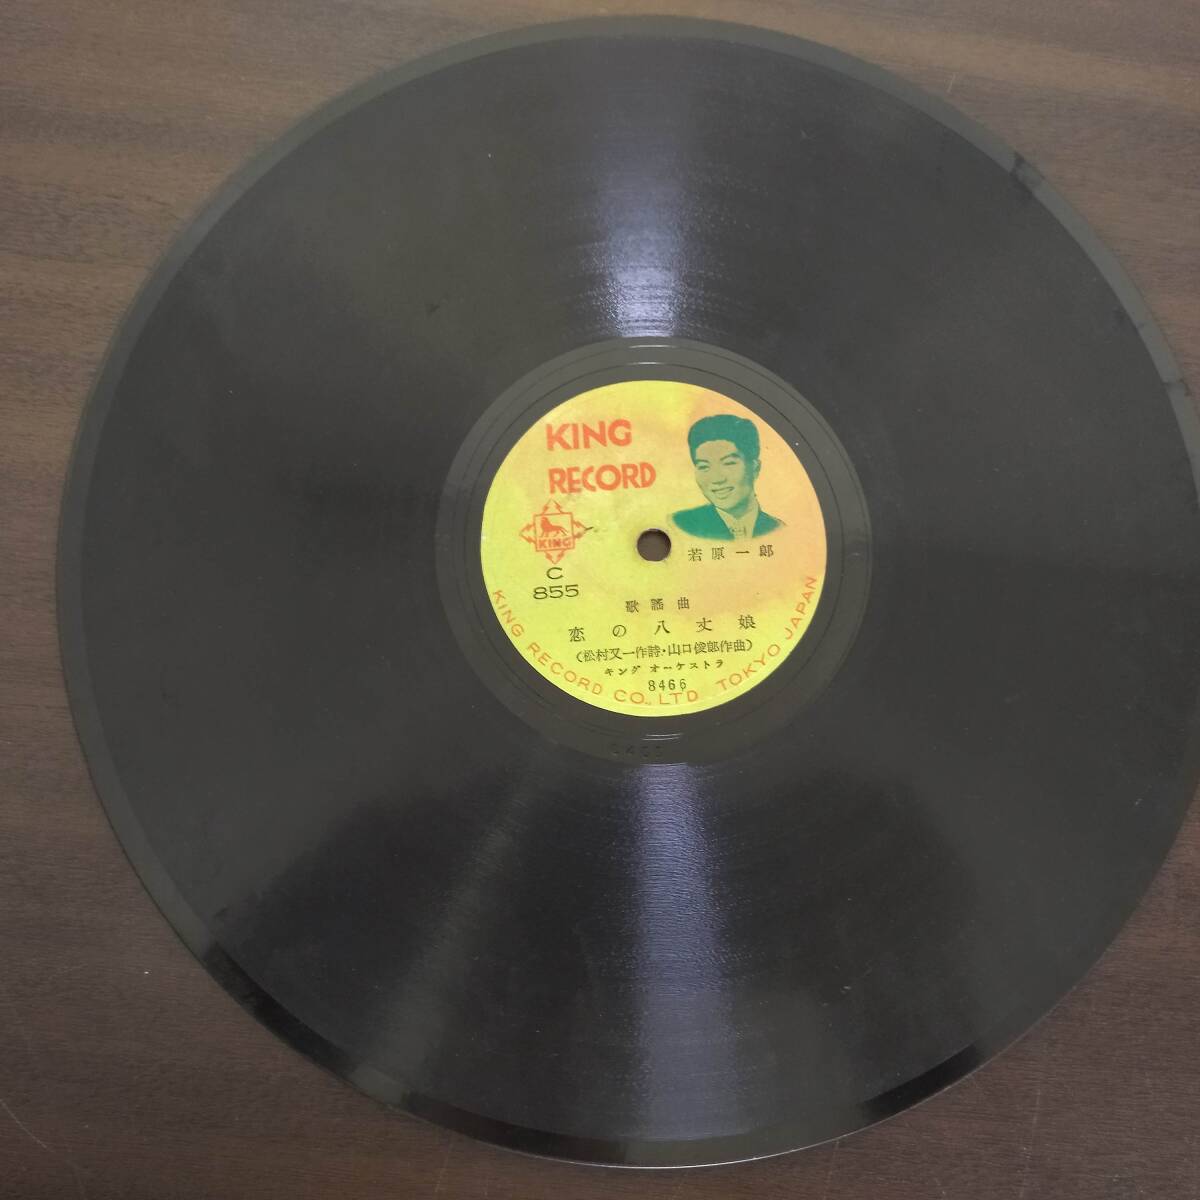 KING
RECORD
KING
C
855
若原一郎
歌謡曲
恋の八丈娘
(松村又一作詩・山口俊郎作曲)
キング オーケストラ
8466
KING RECORD CO., LTD TOKYO JAPAN